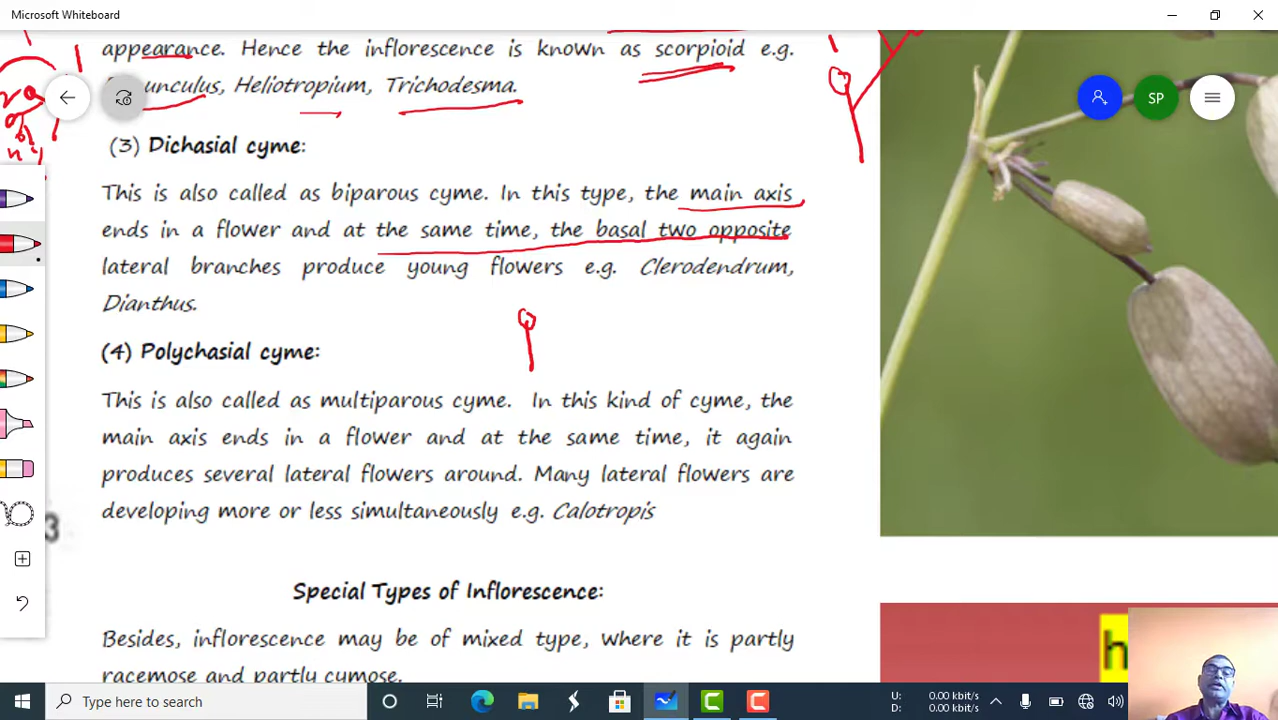 Microsoft Whiteboard
appearance. Hence the inflorescence is known as scorpioid e.g.
Heliotropium, Trichodesma.
SP
(3) Dichasial cyme:
This is also called as biparous cyme. In this type, the main axis
ends in a flower and at the same time, the basal two opposite
lateral branches produce young flowers e.g. Clerodendrum,
Dianthus.
(4) Polychasial cyme:
This is also called as multiparous cyme. In this kind of cyme, the
main axis ends in a flower and at the same time, it again
produces several lateral flowers around. Many lateral flowers are
developing more or less simultaneously e.g. Calotropis
3
Special Types of Inflorescence:
Besides, inflorescence may be of mixed type, where it is partly
racemose and partly cymose.
h
Type here to search
U: 0.00 kbit/s
D: 0.00 kbit/s